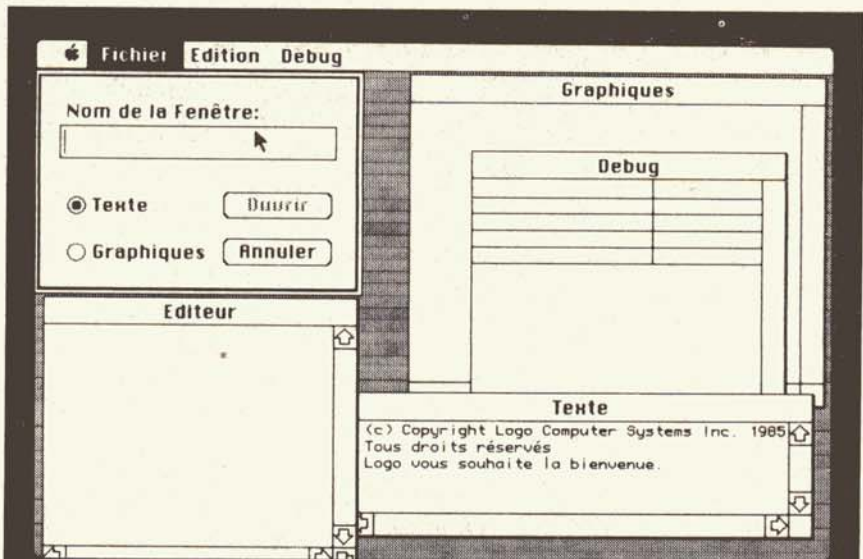 Fichier Edition Debug
Nom de la Fenêtre:
Texte
Ouvrir
Graphiques
Annuler
Graphiques
Debug
Editeur
Texte
(c) Copyright Logo Computer Systems Inc. 1985
Tous droits réservés
Logo vous souhaite la bienvenue.